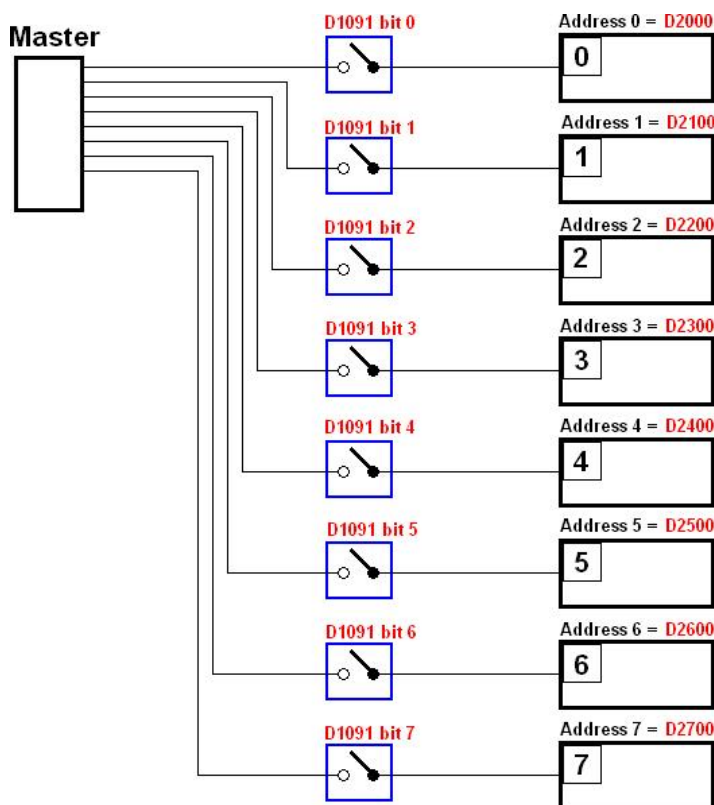 Master
D1091 bit 0
Address 0 = D2000
0
D1091 bit 1
Address 1 = D2100
1
D1091 bit 2
Address 2 = D2200
2
D1091 bit 3
Address 3 = D2300
3
D1091 bit 4
Address 4 = D2400
4
D1091 bit 5
Address 5 = D2500
5
D1091 bit 6
Address 6 = D2600
6
D1091 bit 7
Address 7 = D2700
7